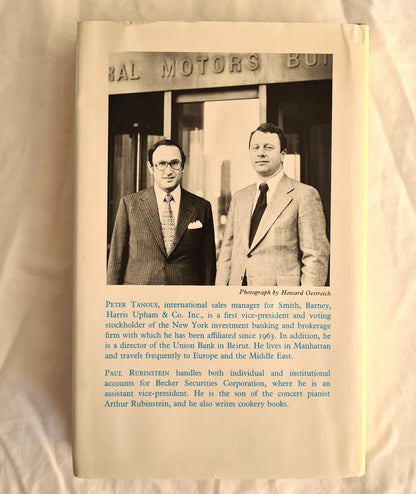 RAL MOTORS BUI
Photograph by Howard Oestreich
PETER TANOUS, international sales manager for Smith, Barney,
Harris Upham & Co. Inc., is a first vice-president and voting
stockholder of the New York investment banking and brokerage
firm with which he has been affiliated since 1963. In addition, he
is a director of the Union Bank in Beirut. He lives in Manhattan
and travels frequently to Europe and the Middle East.
PAUL RUBINSTEIN handles both individual and institutional
accounts for Becker Securities Corporation, where he is an
assistant vice-president. He is the son of the concert pianist
Arthur Rubinstein, and he also writes cookery books.